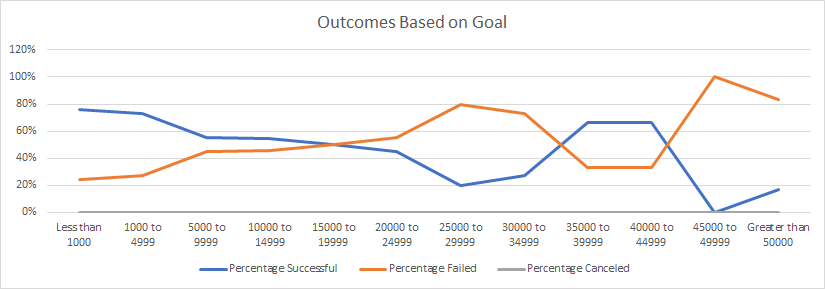 Outcomes Based on Goal
120%
100%
80%
60%
40%
20%
0%
Less than 1000 to 5000 to 10000 to 15000 to 20000 to 25000 to 30000 to 35000 to 40000 to 45000 to Greater than
1000 4999 9999 14999 19999 24999 29999 34999 39999 44999 49999 50000
Percentage Successful Percentage Failed Percentage Canceled